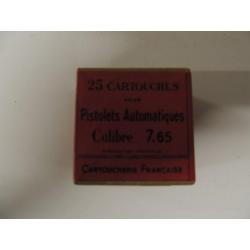 25 CARTOUCHES
POUR
Pistolets Automatiques
Calibre 7.65
CARTOUCHERIE FRANÇAISE